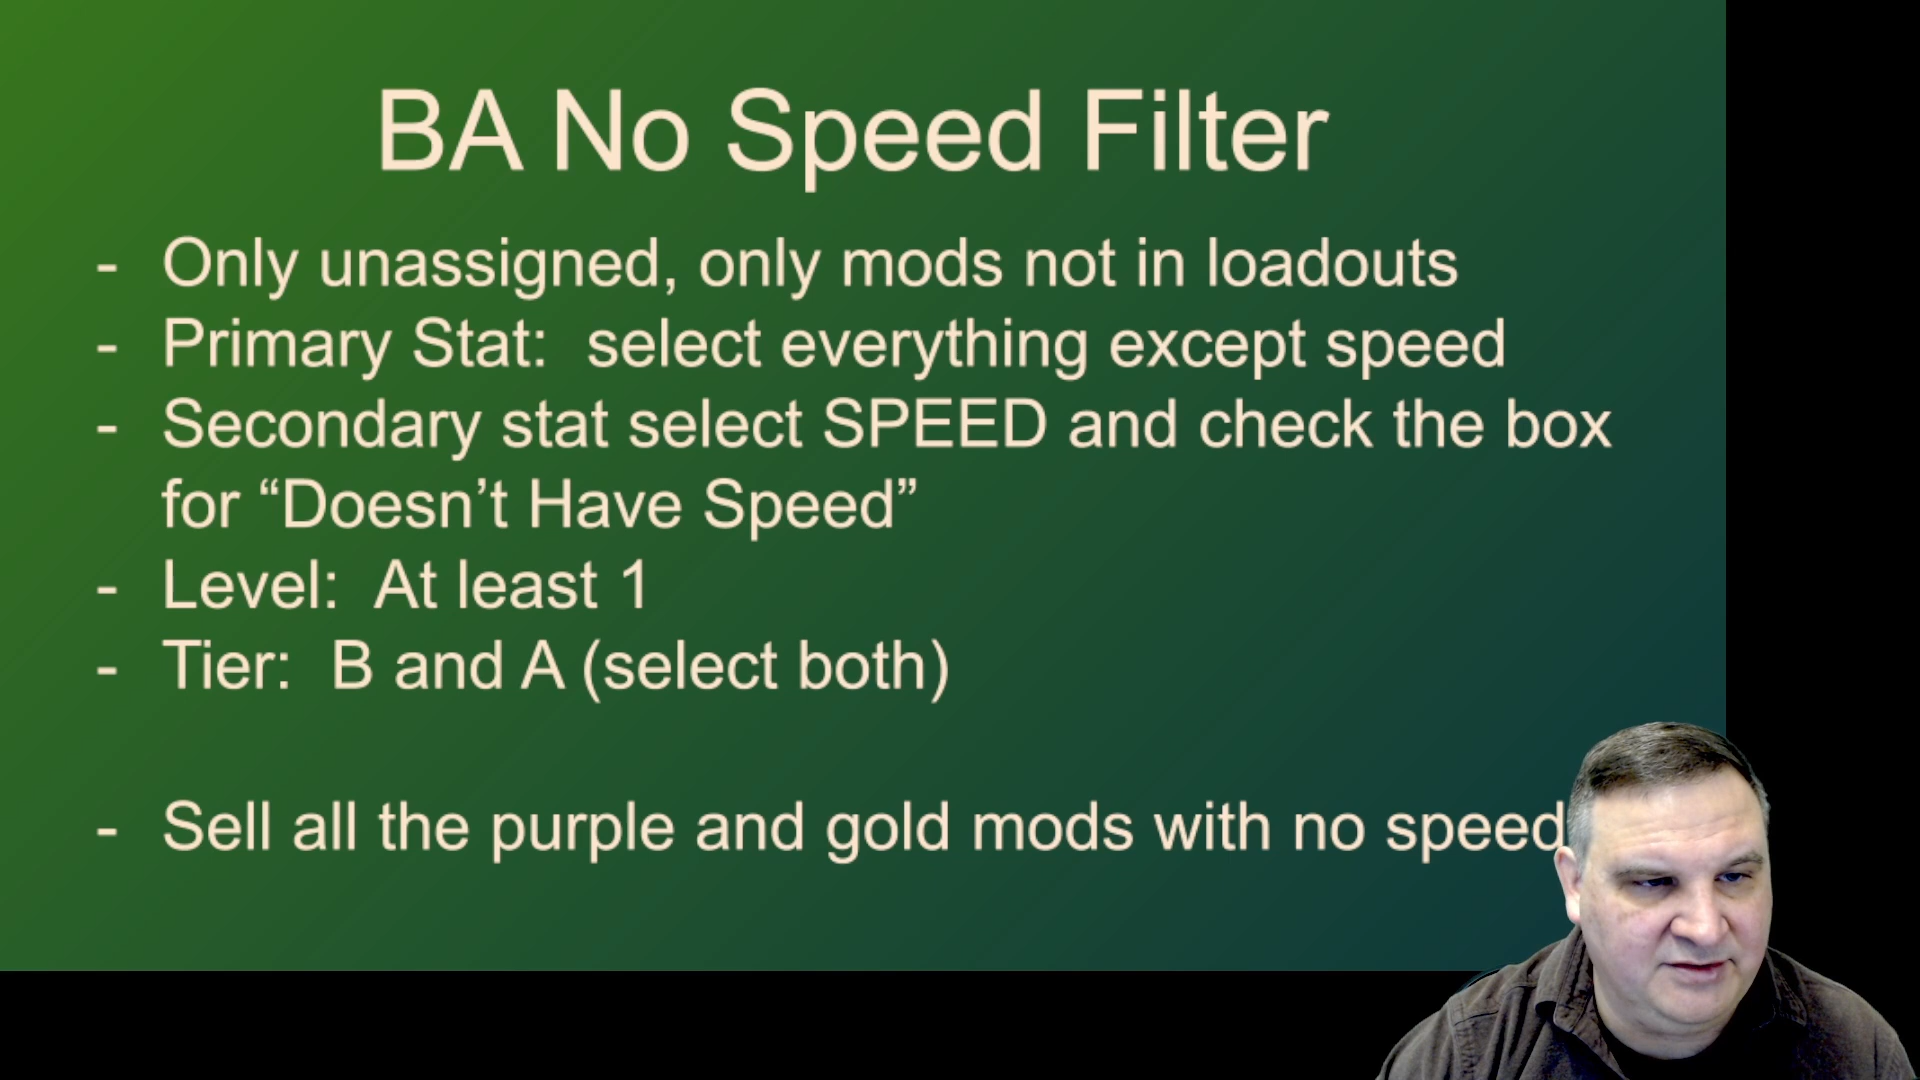 BA No Speed Filter
- Only unassigned, only mods not in loadouts
- Primary Stat:  select everything except speed
- Secondary stat select SPEED and check the box
for “Doesn’t Have Speed”
- Level:  At least 1
- Tier:  B and A (select both)
- Sell all the purple and gold mods with no speed